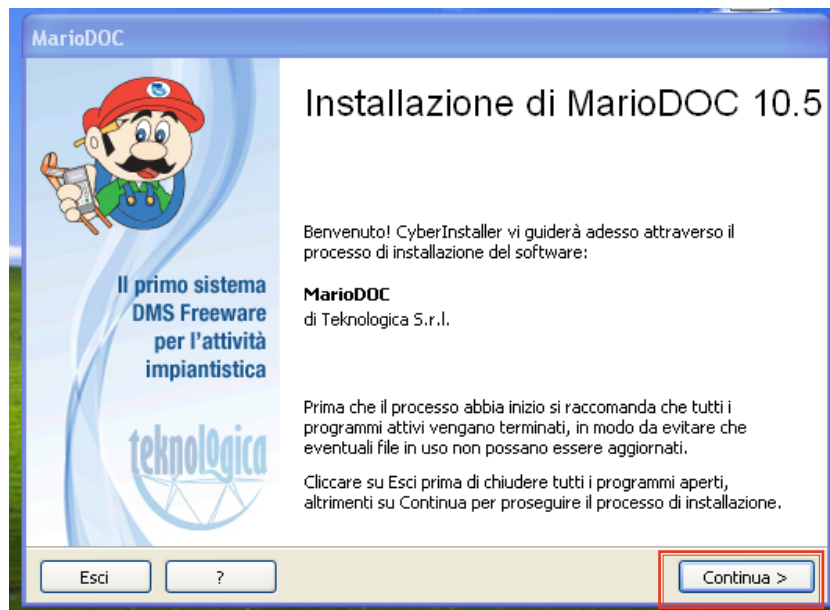 MarioDOC
Installazione di MarioDOC 10.5
Benvenuto! CyberInstaller vi guiderà adesso attraverso il
processo di installazione del software:
MarioDOC
di Teknologica S.r.l.
Il primo sistema
DMS Freeware
per l'attività
impiantistica
teknologica
Prima che il processo abbia inizio si raccomanda che tutti i
programmi attivi vengano terminati, in modo da evitare che
eventuali file in uso non possano essere aggiornati.
Cliccare su Esci prima di chiudere tutti i programmi aperti,
altrimenti su Continua per proseguire il processo di installazione.
Esci
?
Continua >